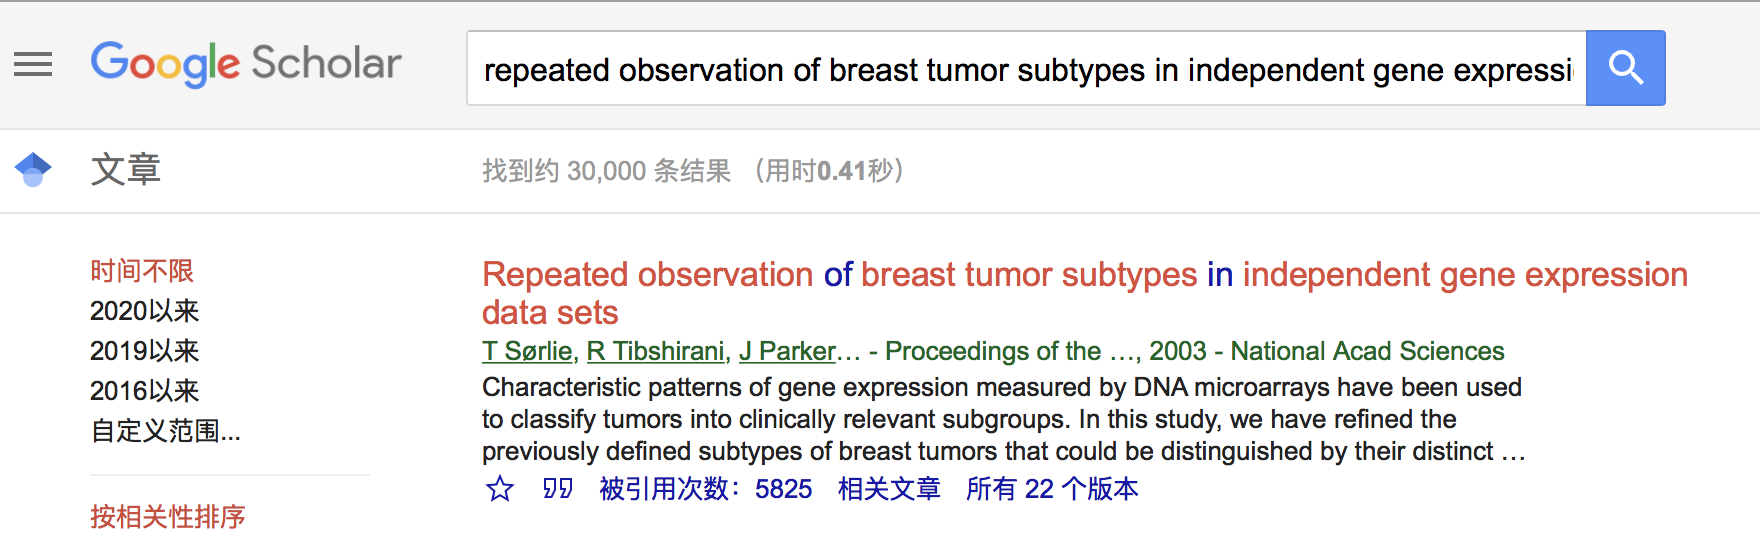 Google Scholar
repeated observation of breast tumor subtypes in independent gene expressi
文章
找到约 30,000 条结果 （用时0.41秒）
时间不限
2020以来
2019以来
2016以来
自定义范围...
按相关性排序
Repeated observation of breast tumor subtypes in independent gene expression
data sets
T Sørlie, R Tibshirani, J Parker… - Proceedings of the …, 2003 - National Acad Sciences
Characteristic patterns of gene expression measured by DNA microarrays have been used
to classify tumors into clinically relevant subgroups. In this study, we have refined the
previously defined subtypes of breast tumors that could be distinguished by their distinct …
被引用次数：5825 相关文章 所有 22 个版本